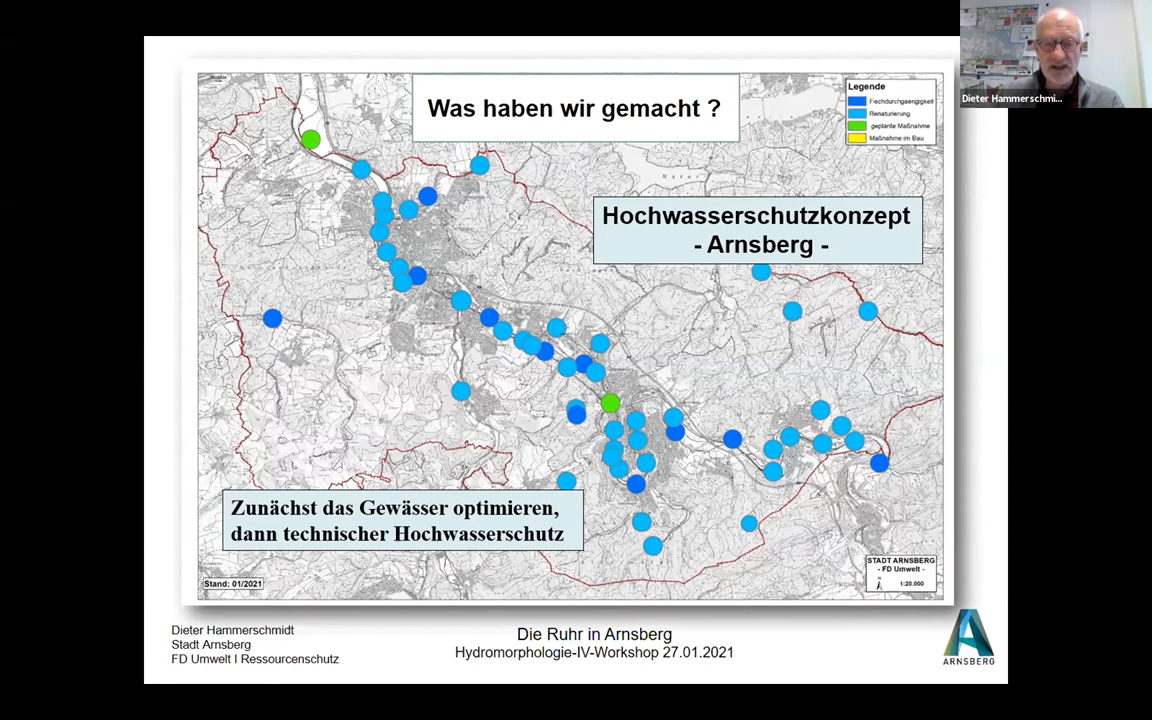 Was haben wir gemacht ?
Legende
Fischdurchgaengigkeit
Renaturierung
geplante Maßnahme
Maßnahme im Bau
Dieter Hammerschmi...
Hochwasserschutzkonzept
- Arnsberg -
Zunächst das Gewässer optimieren,
dann technischer Hochwasserschutz
Stand: 01/2021
STADT ARNSBERG
- FD Umwelt -
N
1:28.000
Dieter Hammerschmidt
Stadt Arnsberg
FD Umwelt I Ressourcenschutz
Die Ruhr in Arnsberg
Hydromorphologie-IV-Workshop 27.01.2021
ARNSBERG